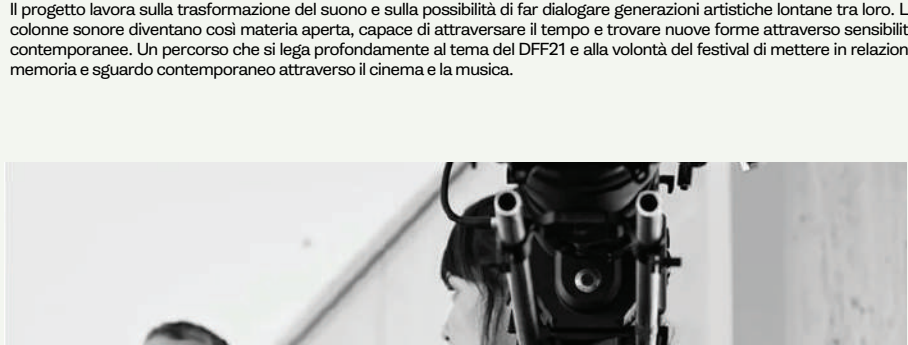 Il progetto lavora sulla trasformazione del suono e sulla possibilità di far dialogare generazioni artistiche lontane tra loro. L
colonne sonore diventano così materia aperta, capace di attraversare il tempo e trovare nuove forme attraverso sensibilit
contemporanee. Un percorso che si lega profondamente al tema del DFF21 e alla volontà del festival di mettere in relazion
memoria e sguardo contemporaneo attraverso il cinema e la musica.